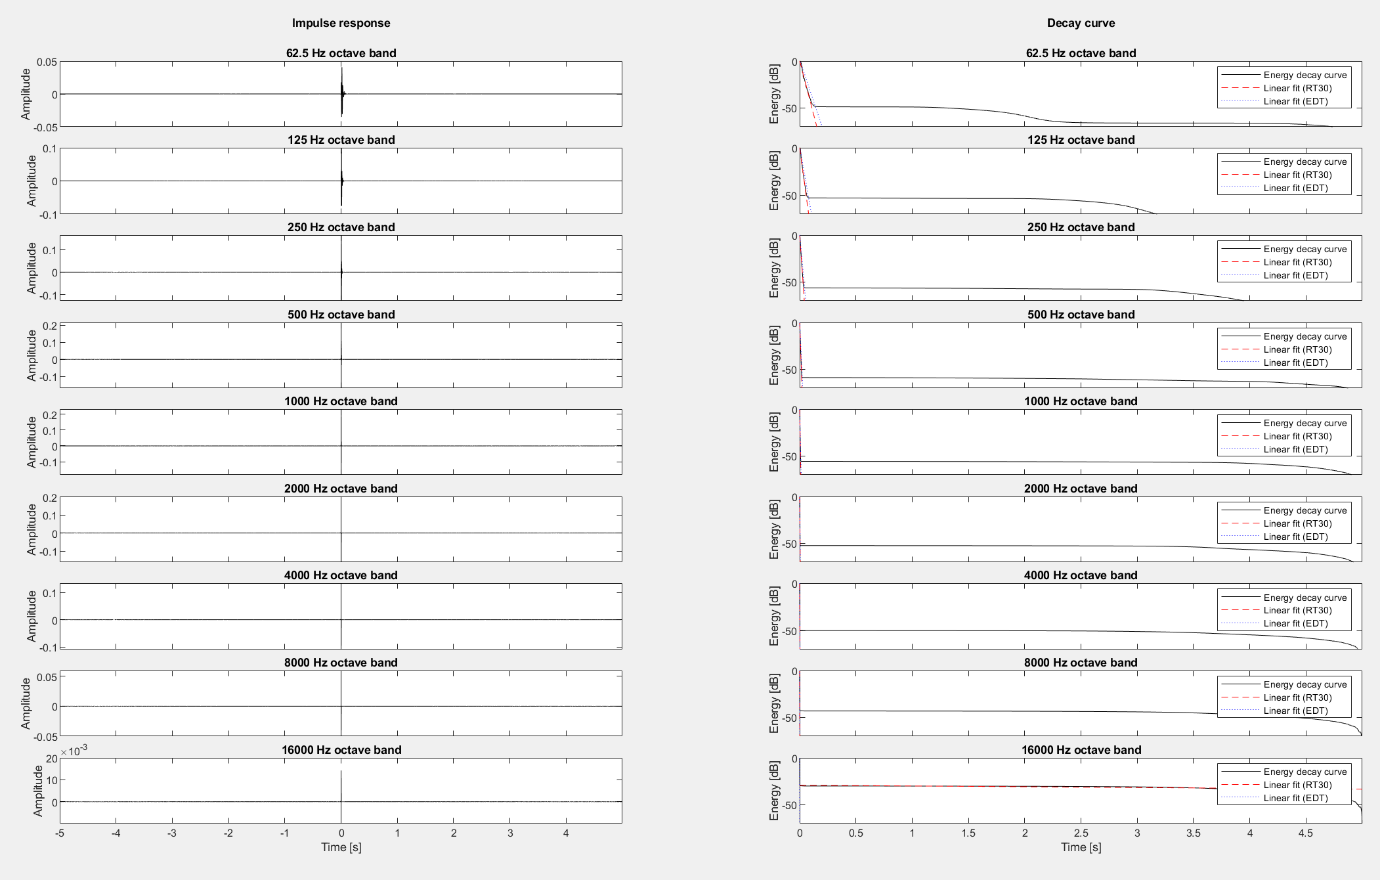 Impulse response
62.5 Hz octave band
0.05
0
-0.05
Amplitude
125 Hz octave band
0.1
0
-0.1
Amplitude
250 Hz octave band
0.1
0
-0.1
Amplitude
500 Hz octave band
0.2
0.1
0
-0.1
Amplitude
1000 Hz octave band
0.2
0.1
0
-0.1
Amplitude
2000 Hz octave band
0.2
0.1
0
-0.1
Amplitude
4000 Hz octave band
0.1
0
-0.1
Amplitude
8000 Hz octave band
0.05
0
-0.05
Amplitude
16000 Hz octave band
×10⁻³
20
10
0
Amplitude
-5 -4 -3 -2 -1 0 1 2 3 4
Time [s]
Decay curve
62.5 Hz octave band
0
-50
Energy [dB]
Energy decay curve
Linear fit (RT30)
Linear fit (EDT)
125 Hz octave band
0
-50
Energy [dB]
Energy decay curve
Linear fit (RT30)
Linear fit (EDT)
250 Hz octave band
0
-50
Energy [dB]
Energy decay curve
Linear fit (RT30)
Linear fit (EDT)
500 Hz octave band
0
-50
Energy [dB]
Energy decay curve
Linear fit (RT30)
Linear fit (EDT)
1000 Hz octave band
0
-50
Energy [dB]
Energy decay curve
Linear fit (RT30)
Linear fit (EDT)
2000 Hz octave band
0
-50
Energy [dB]
Energy decay curve
Linear fit (RT30)
Linear fit (EDT)
4000 Hz octave band
0
-50
Energy [dB]
Energy decay curve
Linear fit (RT30)
Linear fit (EDT)
8000 Hz octave band
0
-50
Energy [dB]
Energy decay curve
Linear fit (RT30)
Linear fit (EDT)
16000 Hz octave band
0
-50
Energy [dB]
Energy decay curve
Linear fit (RT30)
Linear fit (EDT)
0 0.5 1 1.5 2 2.5 3 3.5 4 4.5
Time [s]